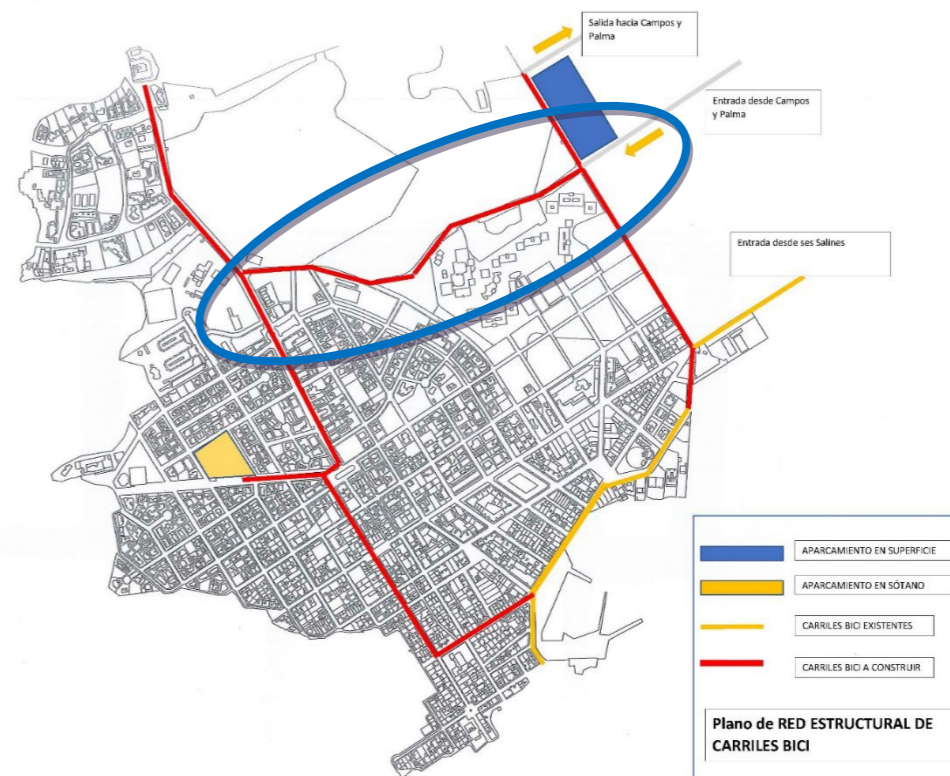 Salida hacia Campos y
Palma
Entrada desde Campos
y Palma
Entrada desde ses Salines
APARCAMIENTO EN SUPERFICIE
APARCAMIENTO EN SÓTANO
CARRILES BICI EXISTENTES
CARRILES BICI A CONSTRUIR
Plano de RED ESTRUCTURAL DE
CARRILES BICI